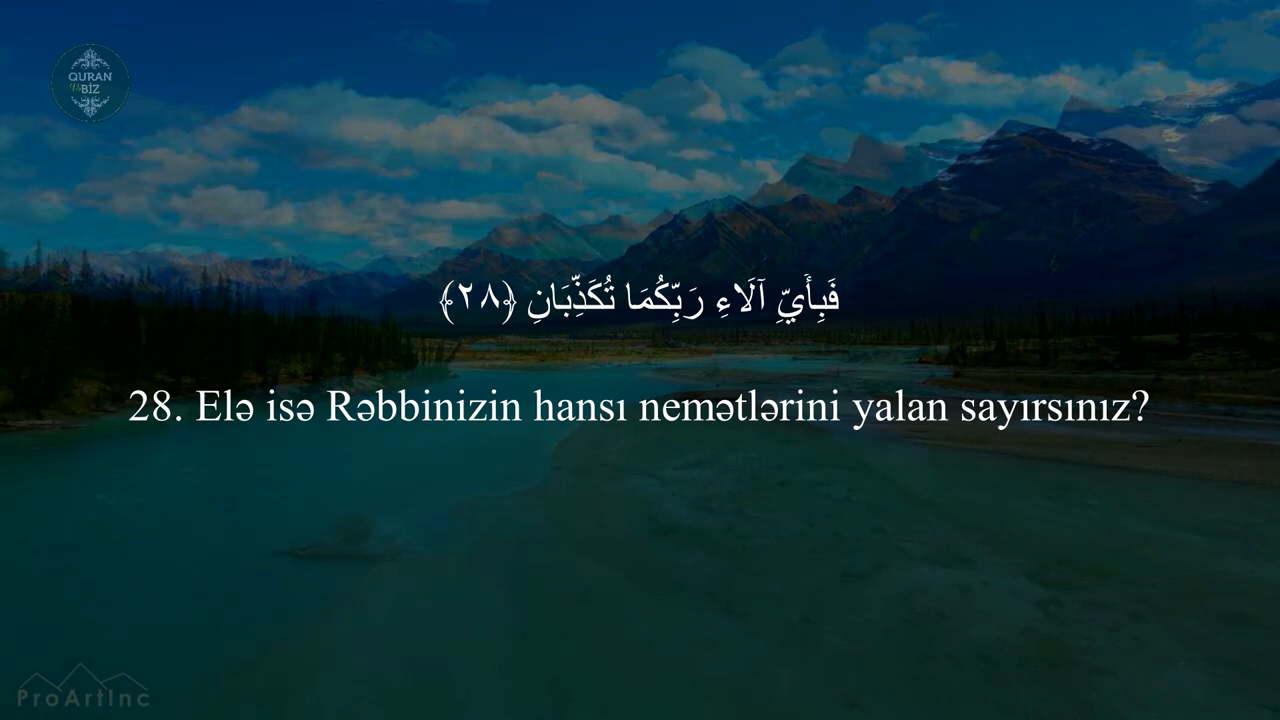 QURAN
Və BİZ
فَبِأَيِّ آلَاءِ رَبِّكُمَا تُكَذِّبَانِ ﴿٢٨﴾
28. Elə isə Rəbbinizin hansı nemətlərini yalan sayırsınız?
ProArtInc